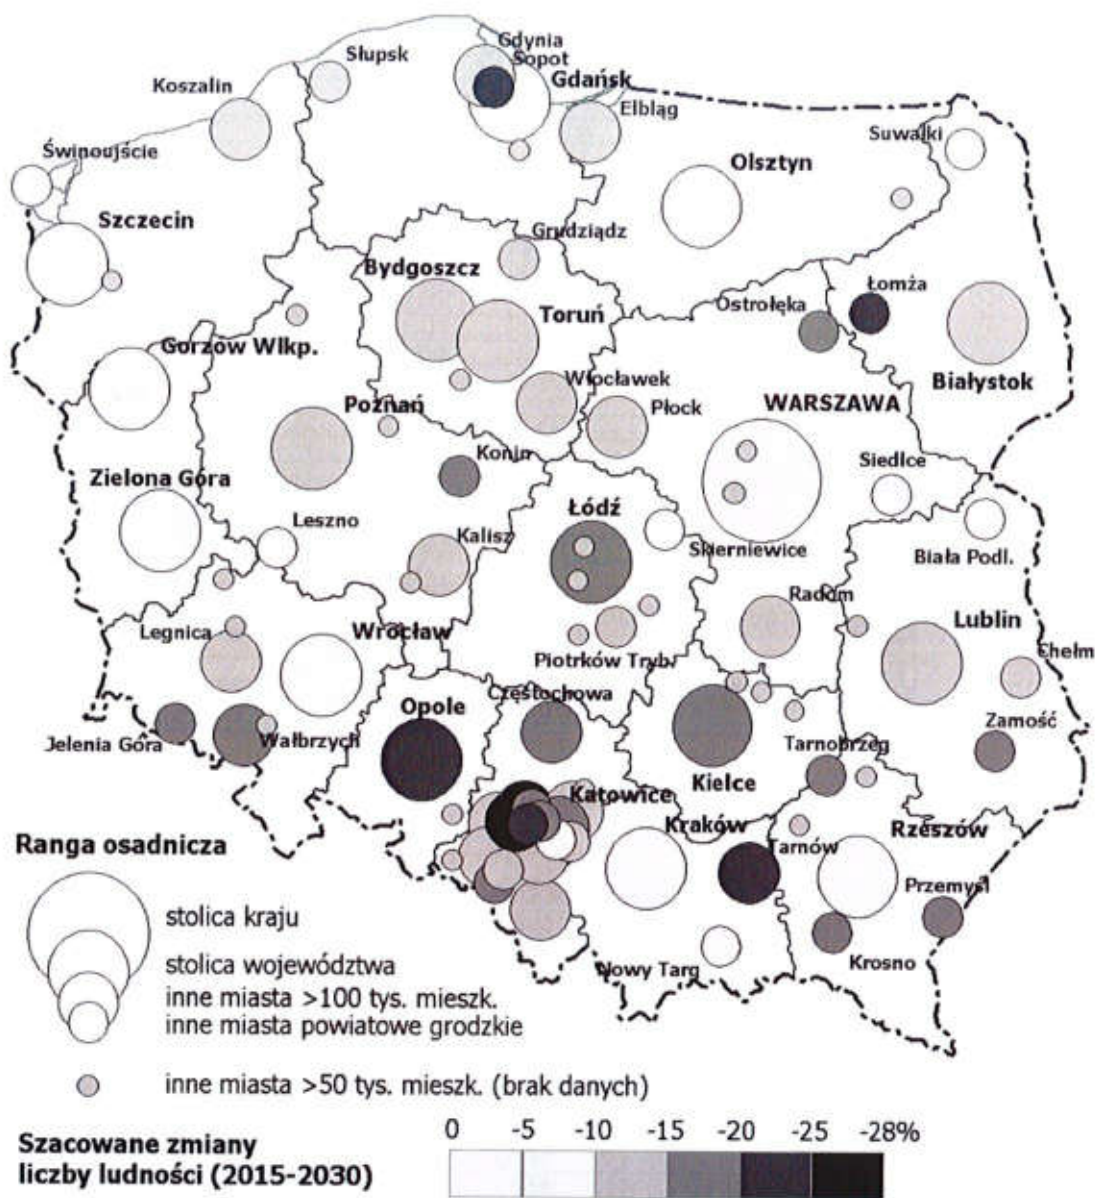 Gdynia
Słupsk
Sopot
Gdańsk
Koszalin
Elbląg
Suwałki
Świnoujście
Olsztyn
Szczecin
Grudziądz
Bydgoszcz
Łomża
Ostrołęka
Toruń
Gorzów Wlkp.
Włocławek
Białystok
Poznań
Płock
WARSZAWA
Konin
Siedlce
Zielona Góra
Łódź
Leszno
Kalisz
Skierniewice
Biała Podl.
Radom
Lublin
Legnica
Wrocław
Chełm
Piotrków Tryb.
Częstochowa
Opole
Zamość
Jelenia Góra
Wałbrzych
Tarnobrzeg
Kielce
Katowice
Kraków
Rzeszów
Tarnów
Przemyśl
Krosno
Nowy Targ
Ranga osadnicza
stolica kraju
stolica województwa
inne miasta >100 tys. mieszk.
inne miasta powiatowe grodzkie
inne miasta >50 tys. mieszk. (brak danych)
Szacowane zmiany
liczby ludności (2015-2030)
0 -5 -10 -15 -20 -25 -28%